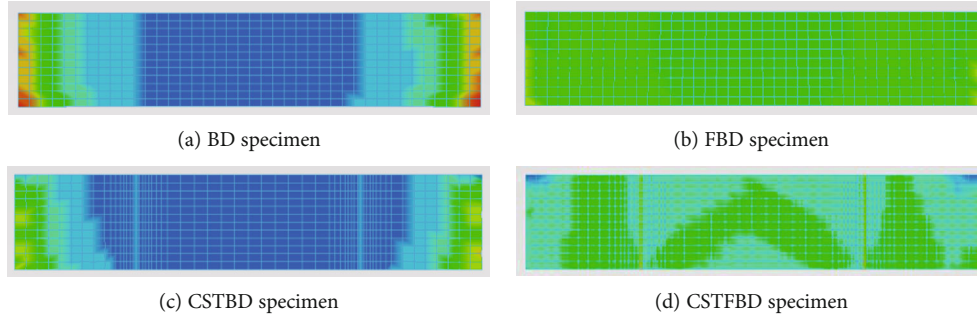 (a) BD specimen
(b) FBD specimen
(c) CSTBD specimen
(d) CSTFBD specimen